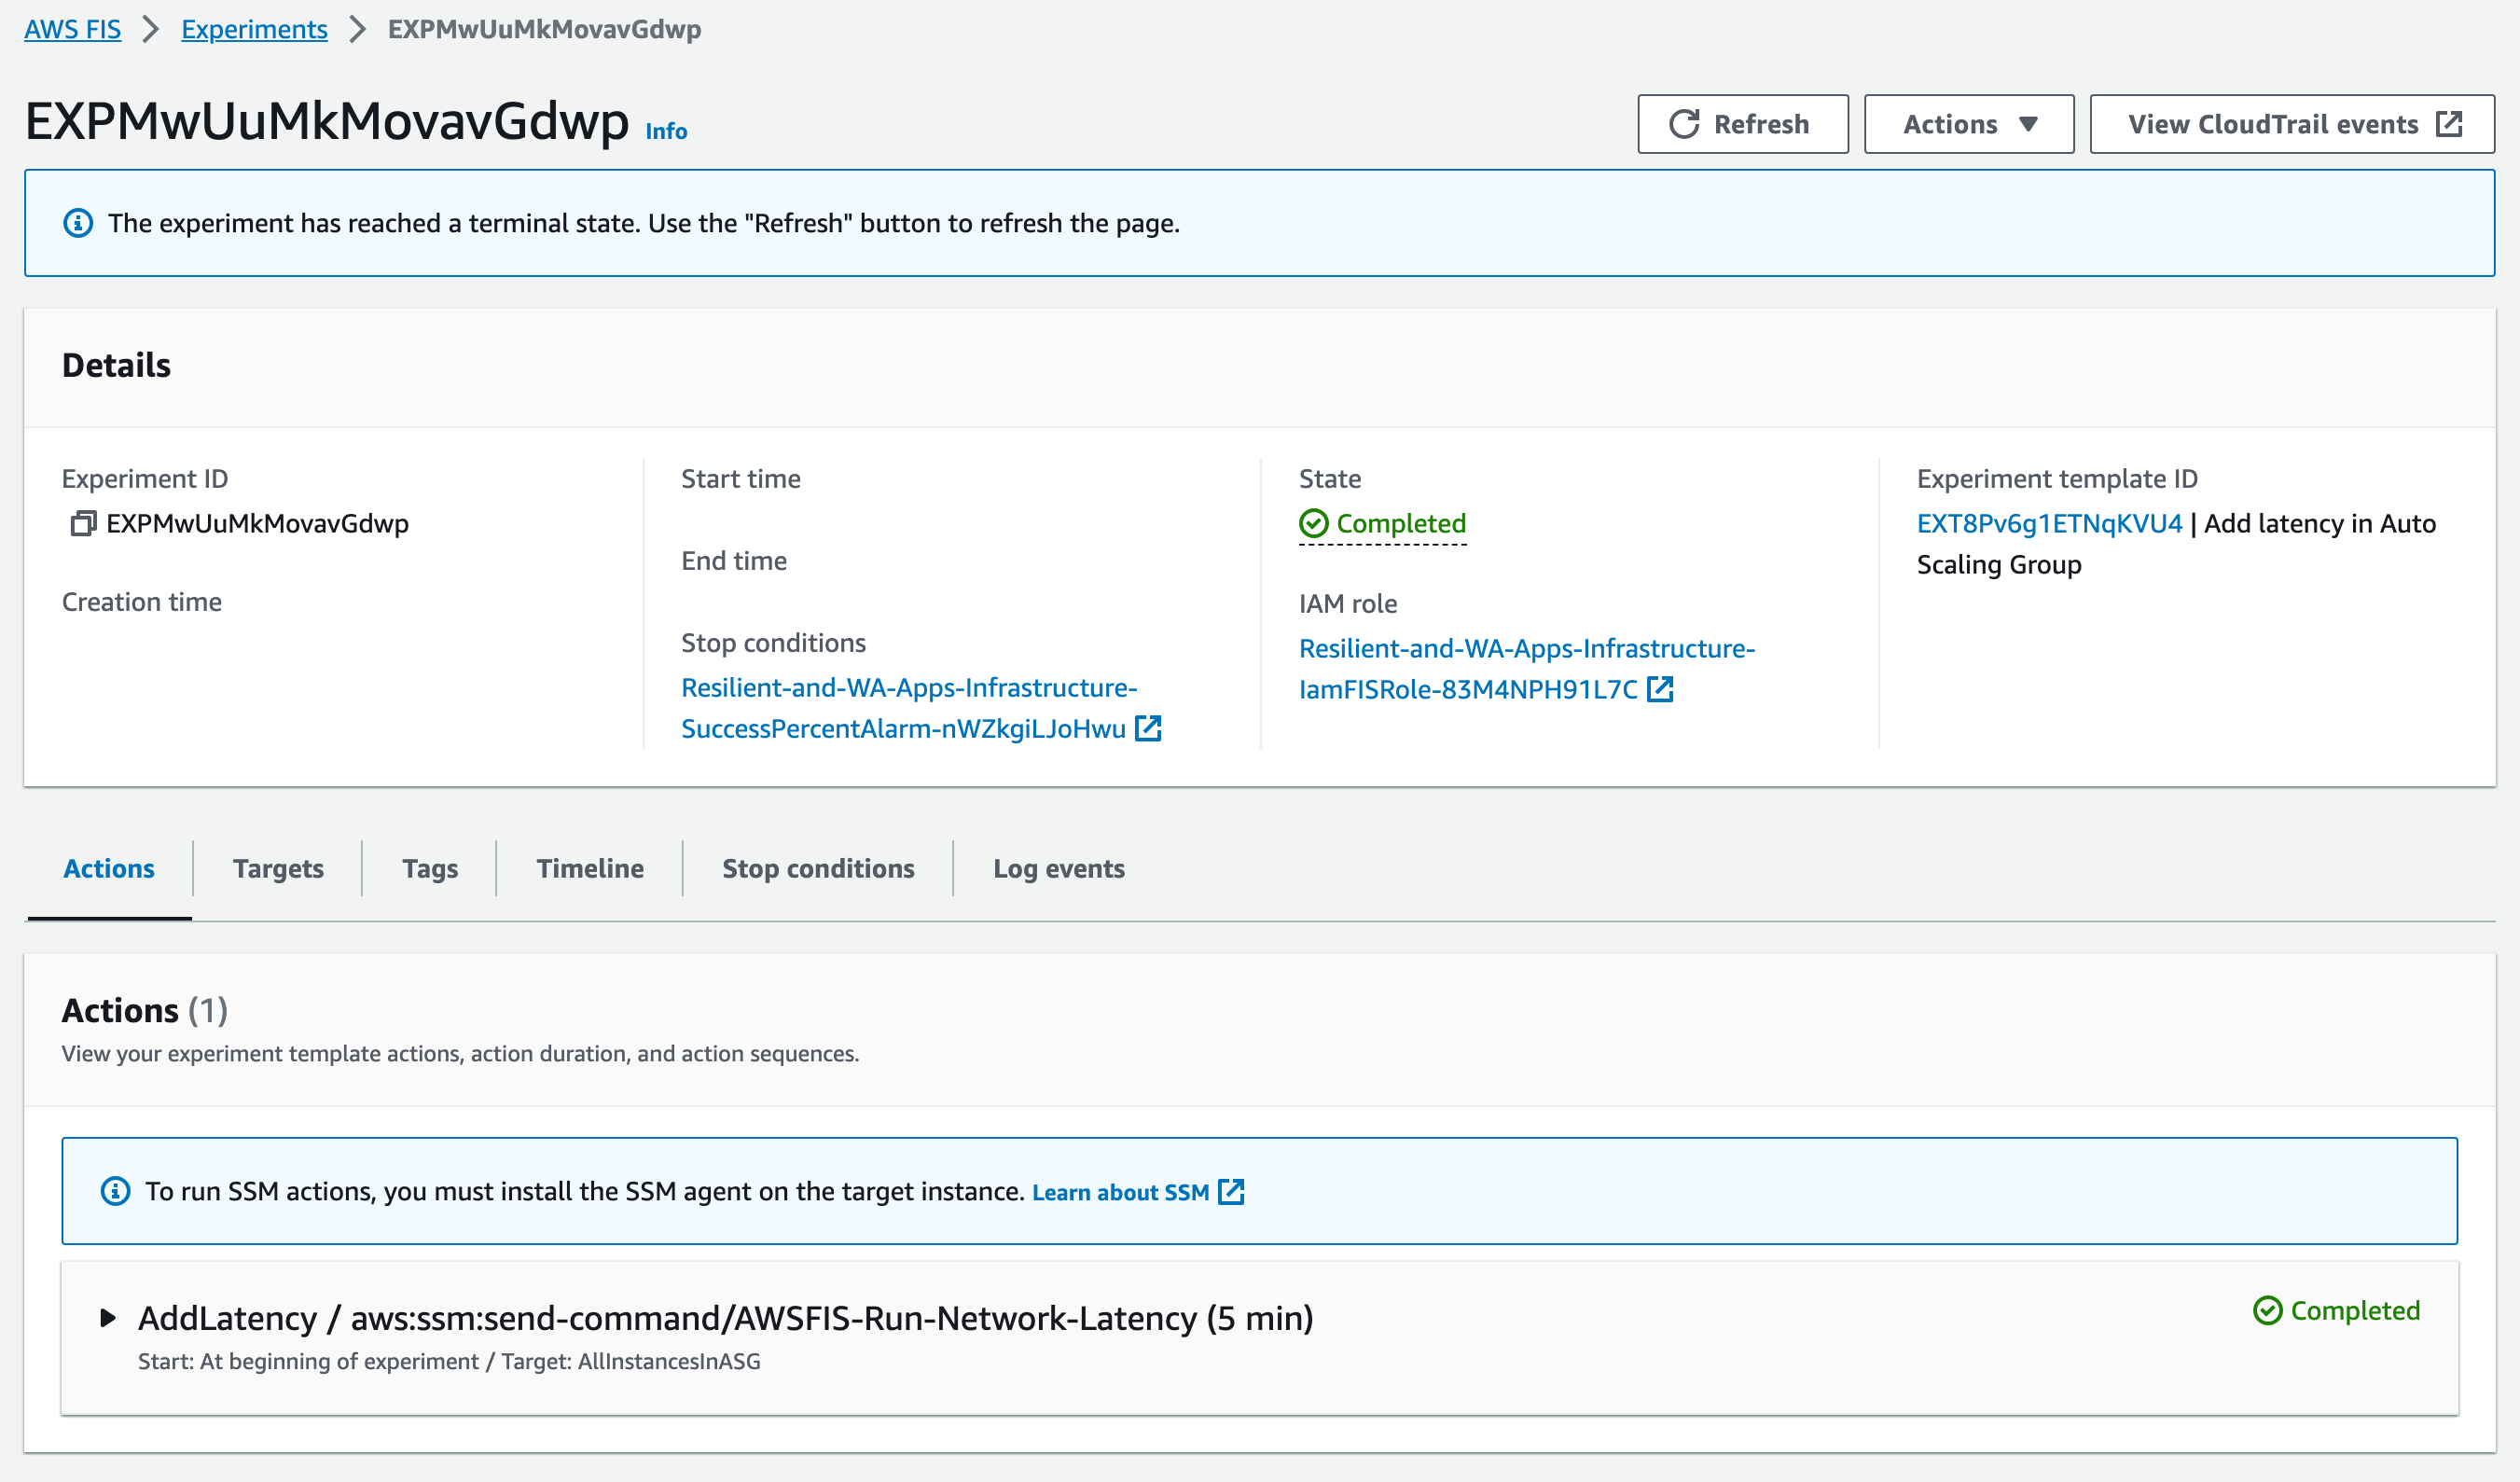 AWS FIS > Experiments > EXPMwUuMkMovavGdwp
EXPMwUuMkMovavGdwp Info
Refresh
Actions
View CloudTrail events
The experiment has reached a terminal state. Use the "Refresh" button to refresh the page.
Details
Experiment ID
EXPMwUuMkMovavGdwp
Creation time
Start time
End time
Stop conditions
Resilient-and-WA-Apps-Infrastructure-
SuccessPercentAlarm-nWZkgiLJoHwu
State
Completed
IAM role
Resilient-and-WA-Apps-Infrastructure-
IamFISRole-83M4NPH91L7C
Experiment template ID
EXT8Pv6g1ETNqKVU4 | Add latency in Auto
Scaling Group
Actions
Targets
Tags
Timeline
Stop conditions
Log events
Actions (1)
View your experiment template actions, action duration, and action sequences.
To run SSM actions, you must install the SSM agent on the target instance. Learn about SSM
AddLatency / aws:ssm:send-command/AWSFIS-Run-Network-Latency (5 min)
Completed
Start: At beginning of experiment / Target: AllInstancesInASG